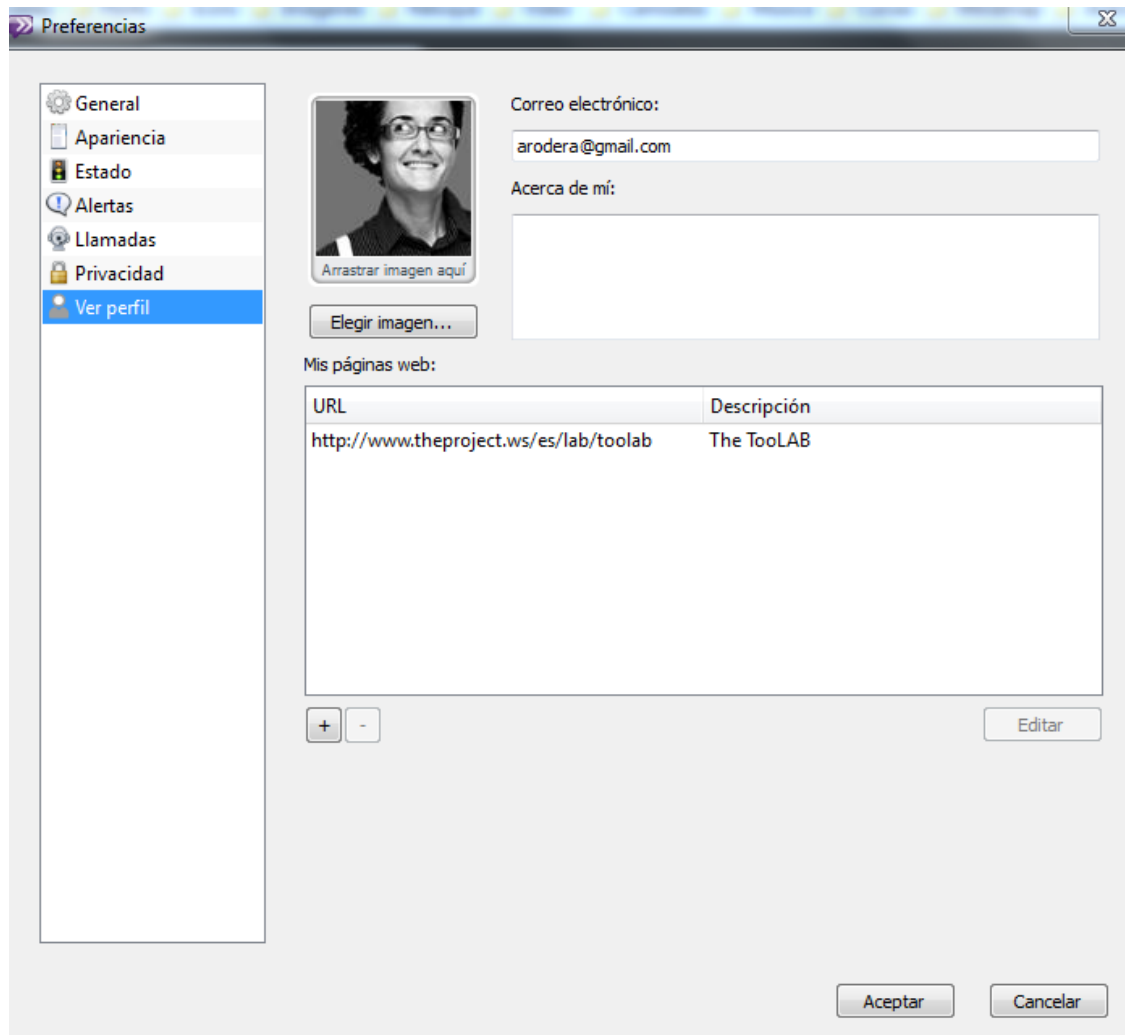 Preferencias
General
Apariencia
Estado
Alertas
Llamadas
Privacidad
Ver perfil
Arrastrar imagen aquí
Elegir imagen...
Correo electrónico:
arodera@gmail.com
Acerca de mí:
Mis páginas web:
URL Descripción
http://www.theproject.ws/es/lab/toolab The TooLAB
+ -
Editar
Aceptar Cancelar